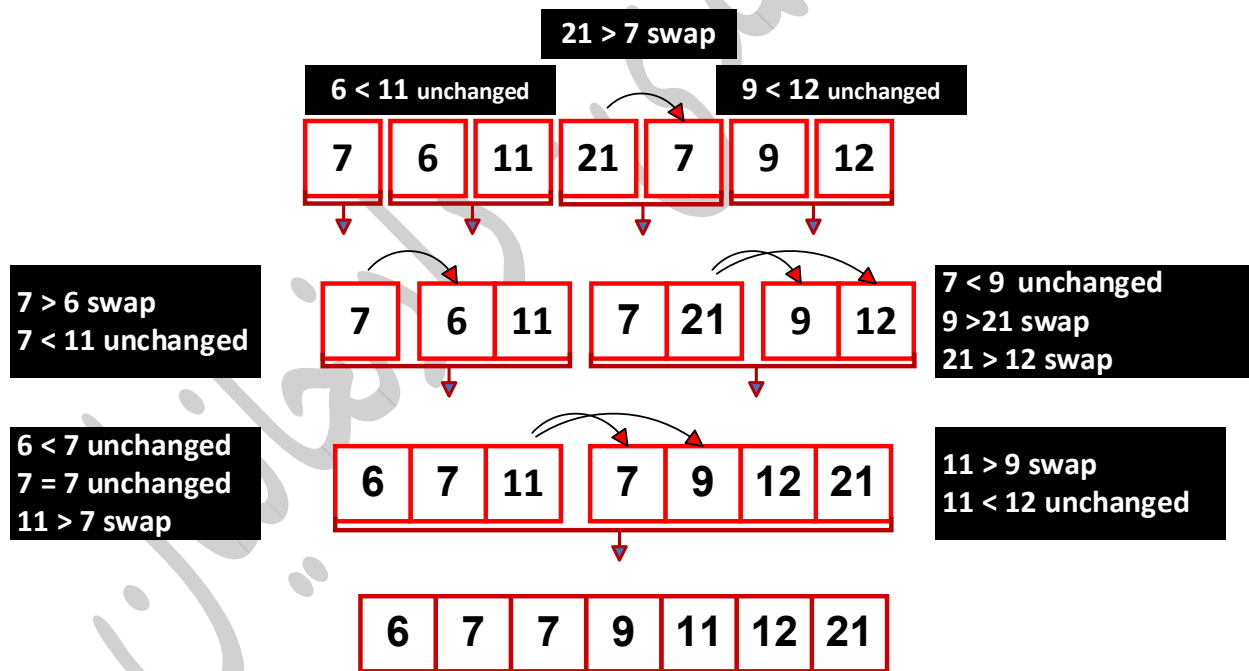 21 > 7 swap
6 < 11 unchanged
9 < 12 unchanged
7 6 11 21 7 9 12
7 > 6 swap
7 < 11 unchanged
7 6 11 7 21 9 12
7 < 9 unchanged
9 >21 swap
21 > 12 swap
6 < 7 unchanged
7 = 7 unchanged
11 > 7 swap
6 7 11 7 9 12 21
11 > 9 swap
11 < 12 unchanged
6 7 7 9 11 12 21